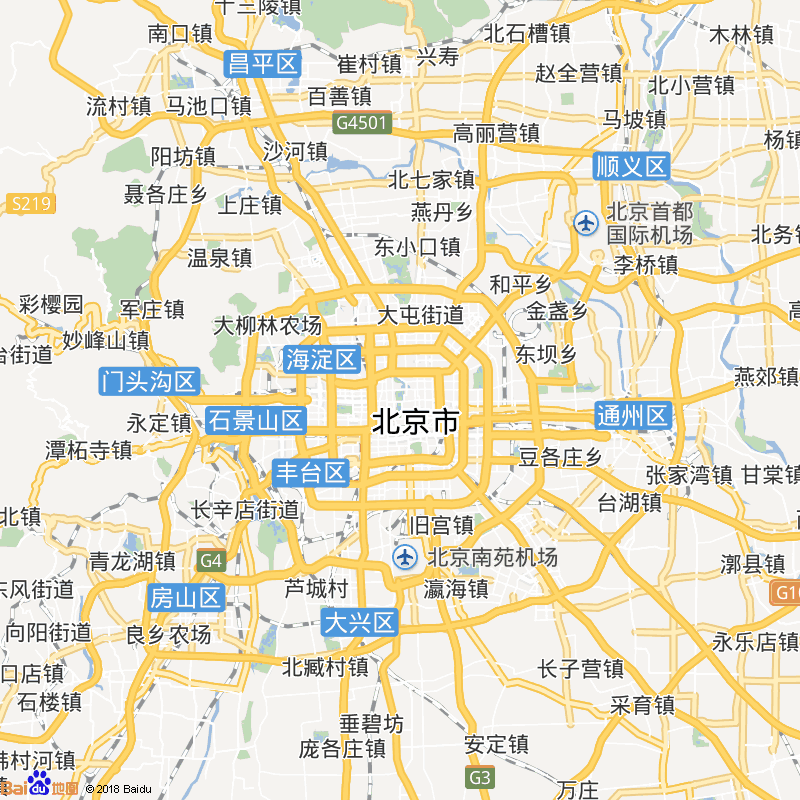 十三陵镇
南口镇
兴寿
北石槽镇
木林镇
昌平区
崔村镇
赵全营镇
北小营镇
流村镇
马池口镇
百善镇
G4501
高丽营镇
马坡镇
杨镇
阳坊镇
沙河镇
顺义区
聂各庄乡
北七家镇
S219
上庄镇
燕丹乡
北京首都
国际机场
东小口镇
北务镇
温泉镇
李桥镇
和平乡
彩樱园
军庄镇
大柳林农场
大屯街道
金盏乡
妙峰山镇
台街道
海淀区
东坝乡
门头沟区
燕郊镇
永定镇
石景山区
北京市
通州区
潭柘寺镇
丰台区
豆各庄乡
张家湾镇
甘棠镇
长辛店街道
台湖镇
北镇
旧宫镇
青龙湖镇
G4
北京南苑机场
漷县镇
东风街道
芦城村
瀛海镇
房山区
大兴区
向阳街道
良乡农场
永乐店镇
口店镇
北臧村镇
长子营镇
石楼镇
采育镇
垂碧坊
庞各庄镇
安定镇
韩村河镇
G3
万庄
Baidu地图
© 2018 Baidu